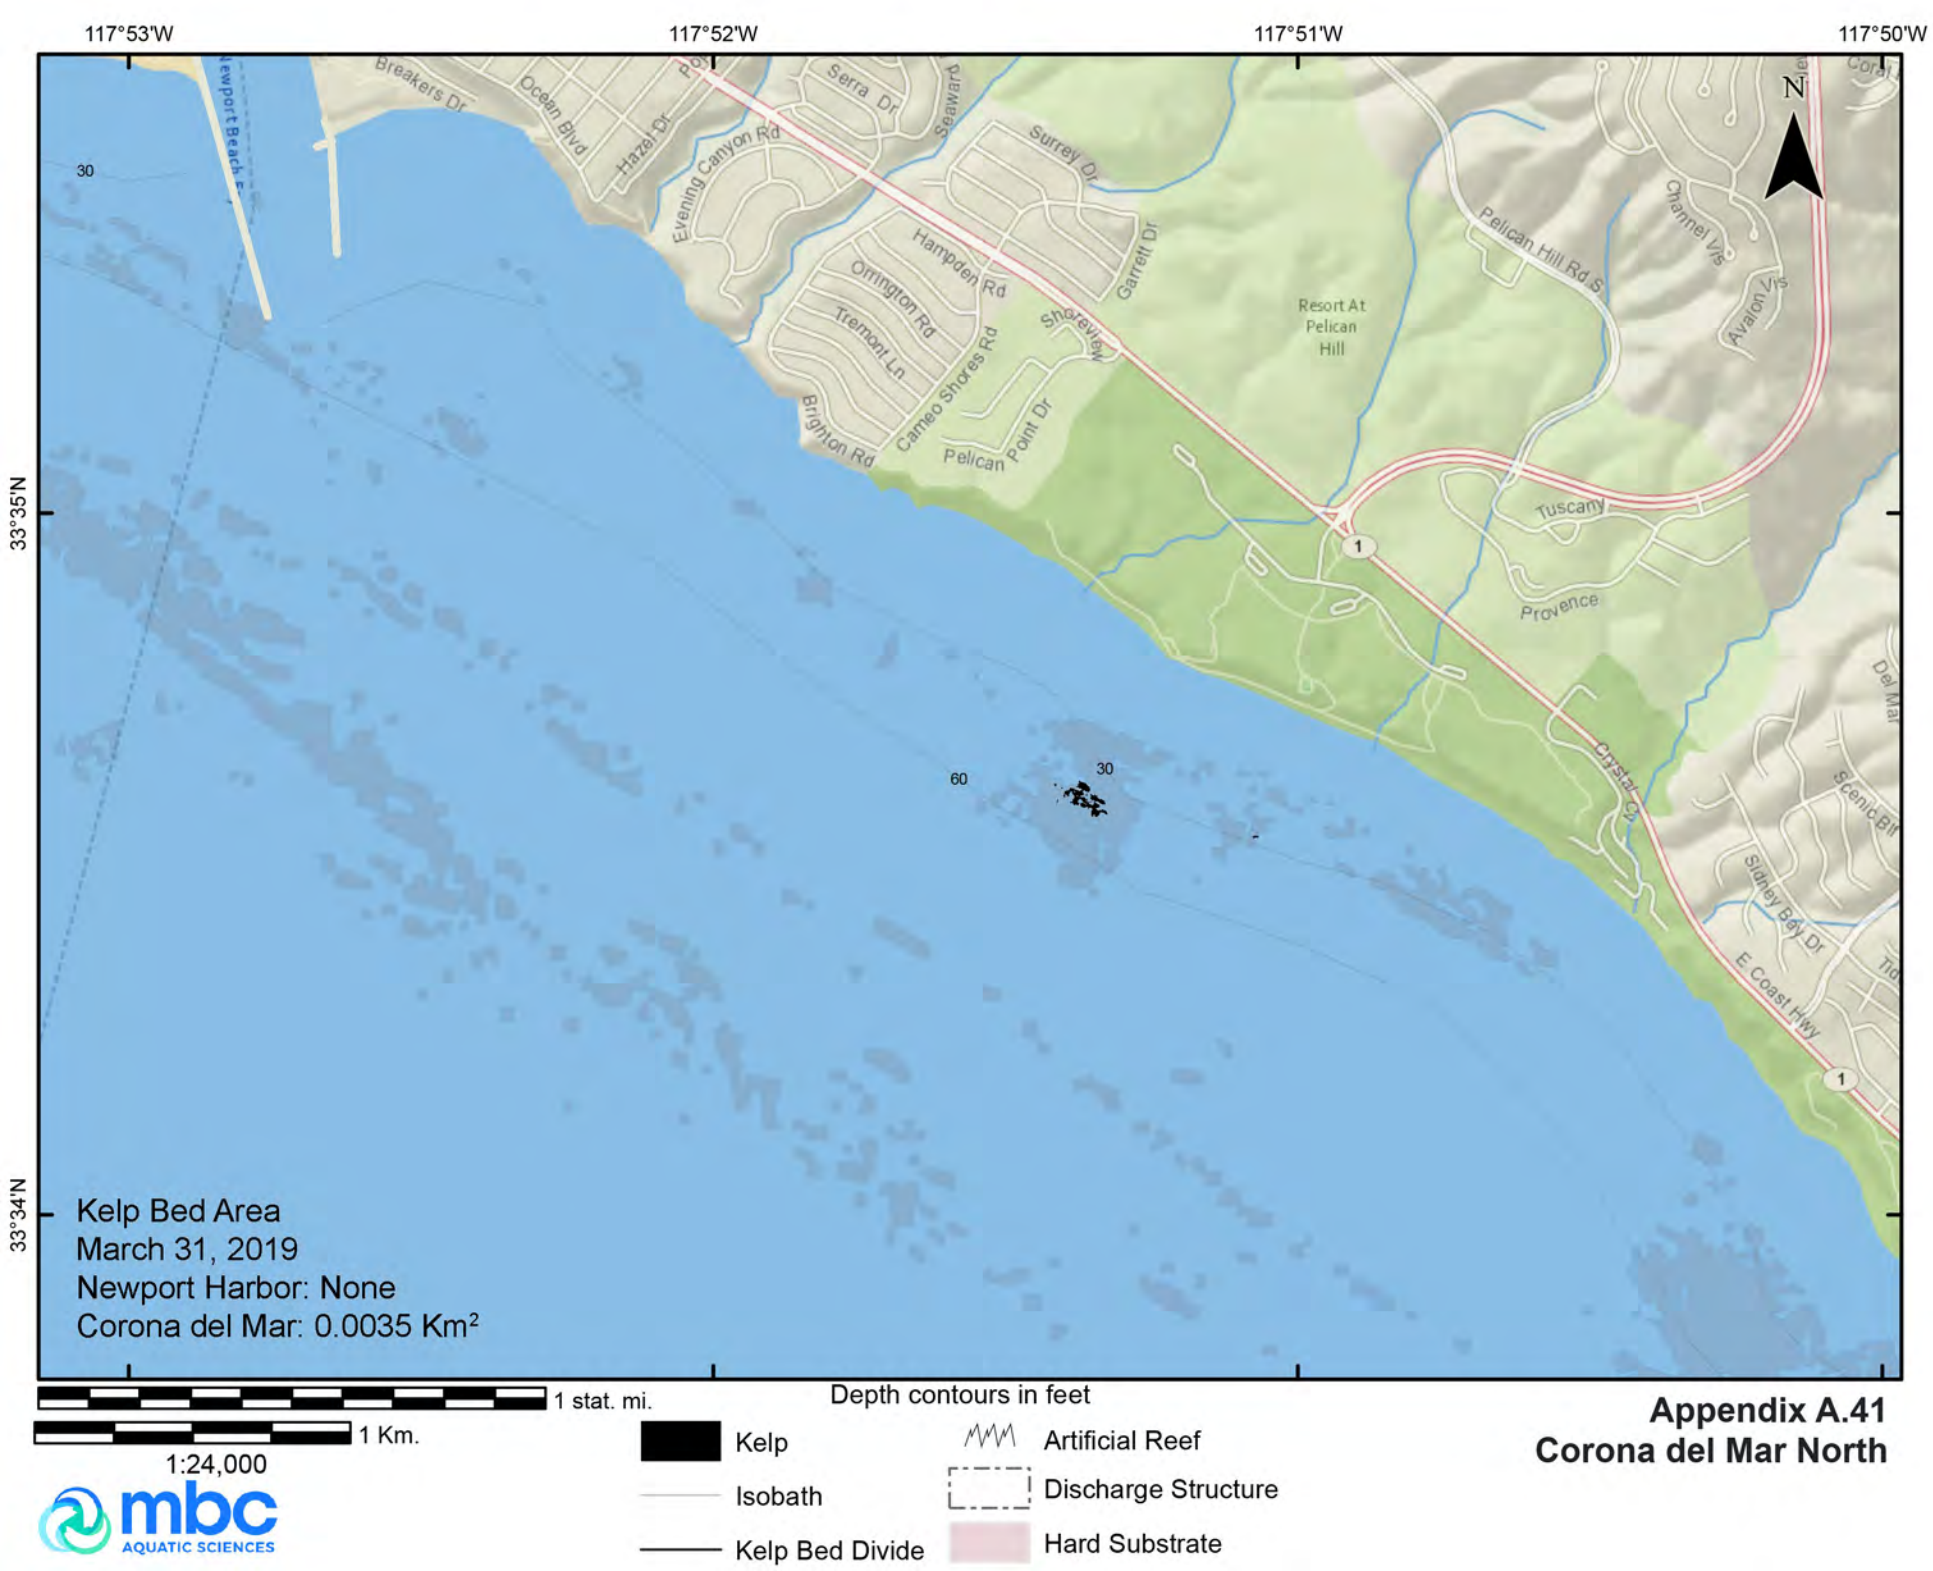 117°53'W
117°52'W
117°51'W
117°50'W
33°35'N
33°34'N
N
Breakers Dr
Ocean Blvd
Hazel Dr
Serra Dr
Seaward
Evening Canyon Rd
Surrey Dr
Garrett Dr
Hampden Rd
Orrington Rd
Tremont Ln
Cameo Shores Rd
Brighton Rd
Shoreview
Pelican
Point Dr
Resort At
Pelican
Hill
Pelican Hill Rd S
Channel Vis
Avalon Vis
Tuscany
Provence
1
Del Mar
Scenic Blf
Sidney Bay Dr
E Coast Hwy
1
30
60
30
Kelp Bed Area
March 31, 2019
Newport Harbor: None
Corona del Mar: 0.0035 Km²
1 stat. mi.
1 Km.
1:24,000
mbc
AQUATIC SCIENCES
Depth contours in feet
Kelp
Isobath
Kelp Bed Divide
Artificial Reef
Discharge Structure
Hard Substrate
Appendix A.41
Corona del Mar North